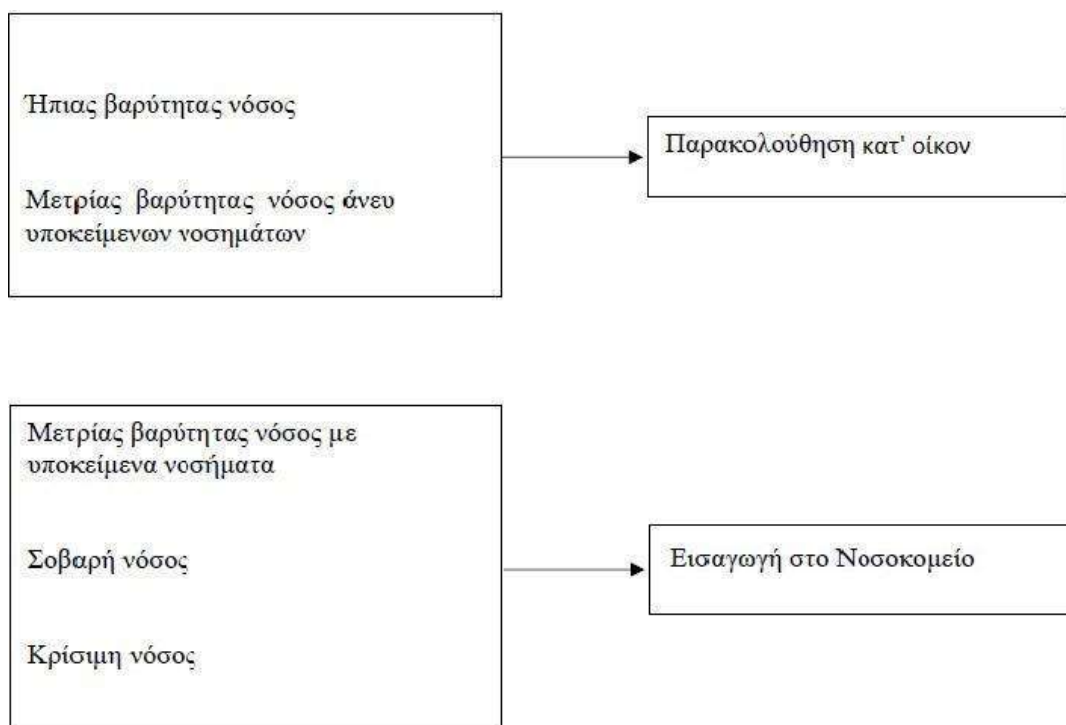 Ήπιας βαρύτητας νόσος
Μετρίας βαρύτητας νόσος άνευ
υποκείμενων νοσημάτων
Παρακολούθηση κατ' οίκον
Μετρίας βαρύτητας νόσος με
υποκείμενα νοσήματα
Σοβαρή νόσος
Κρίσιμη νόσος
Εισαγωγή στο Νοσοκομείο